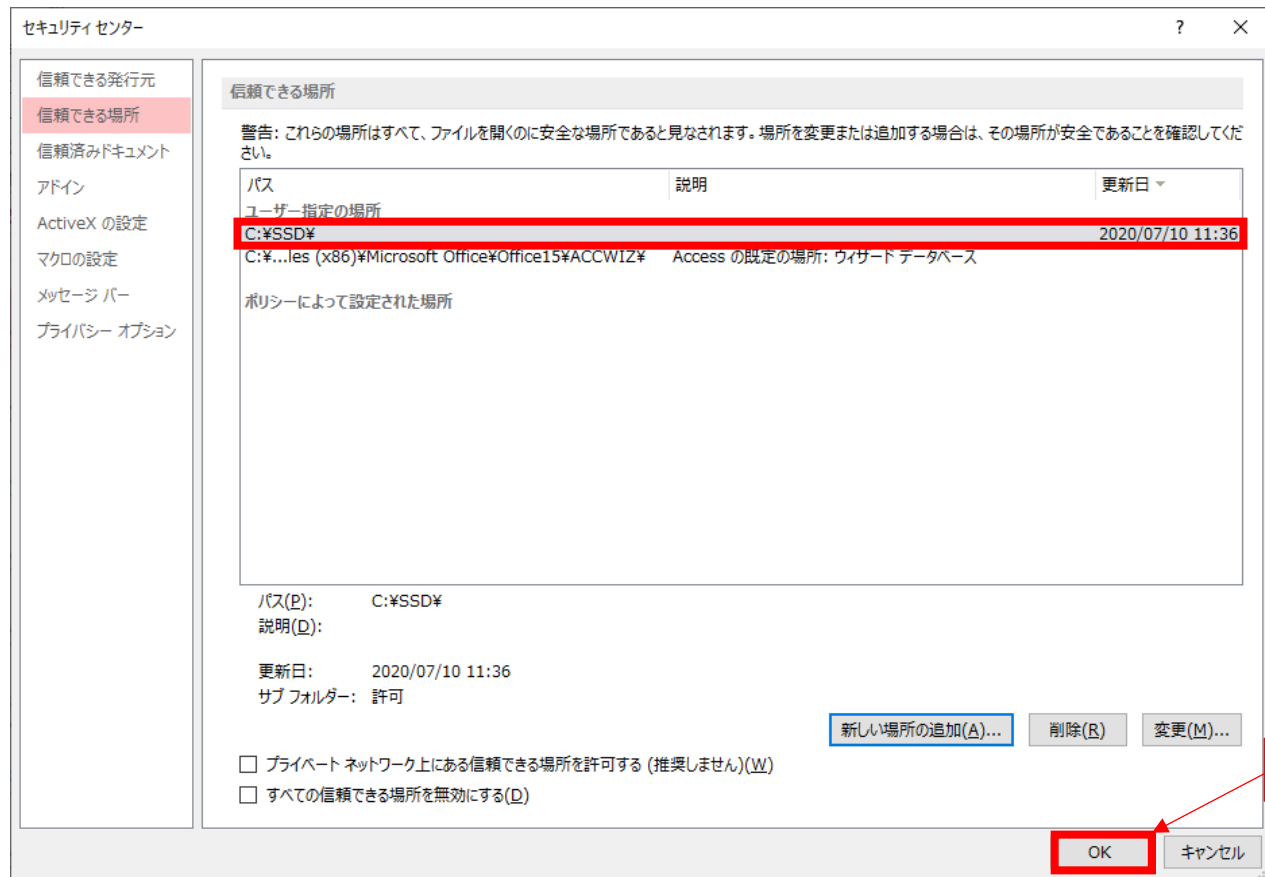 セキュリティ センター
?
信頼できる発行元
信頼できる場所
信頼済みドキュメント
アドイン
ActiveX の設定
マクロの設定
メッセージ バー
プライバシー オプション
信頼できる場所
警告: これらの場所はすべて、ファイルを開くのに安全な場所であると見なされます。場所を変更または追加する場合は、その場所が安全であることを確認してくだ
さい。
パス 説明 更新日
ユーザー指定の場所
C:¥SSD¥ 2020/07/10 11:36
C:¥...les (x86)¥Microsoft Office¥Office15¥ACCWIZ¥ Access の既定の場所: ウィザード データベース
ポリシーによって設定された場所
パス(P): C:¥SSD¥
説明(D):
更新日: 2020/07/10 11:36
サブ フォルダー: 許可
新しい場所の追加(A)... 削除(R) 変更(M)...
プライベート ネットワーク上にある信頼できる場所を許可する (推奨しません)(W)
すべての信頼できる場所を無効にする(D)
OK キャンセル